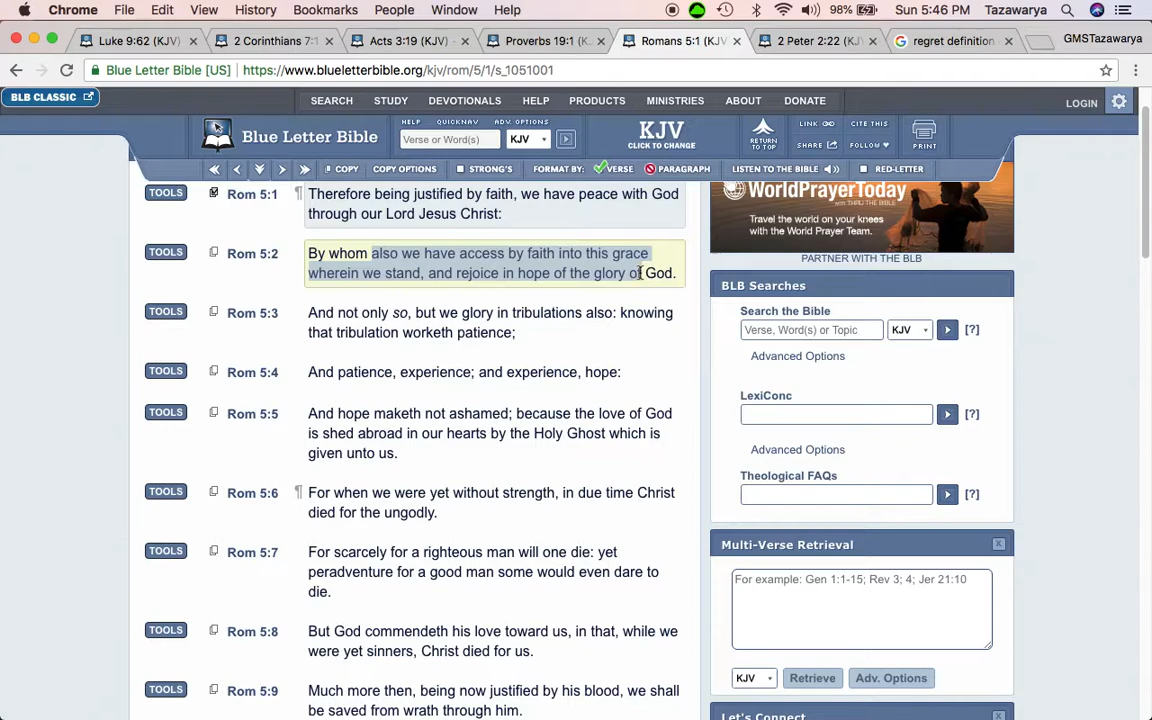 Chrome File Edit View History Bookmarks People Window Help 98% Sun 5:46 PM Tazawarya
Luke 9:62 (KJV) 2 Corinthians 7:1 Acts 3:19 (KJV) Proverbs 19:1 (KJV) Romans 5:1 (KJV) 2 Peter 2:22 (KJV) regret definition GMSTazawarya
Blue Letter Bible [US] https://www.blueletterbible.org/kjv/rom/5/1/s_1051001
BLB CLASSIC
SEARCH STUDY DEVOTIONALS HELP PRODUCTS MINISTRIES ABOUT DONATE LOGIN
HELP QUICKNAV ADV. OPTIONS
Blue Letter Bible Verse or Word(s) KJV
KJV
CLICK TO CHANGE
RETURN
TO TOP
LINK CITE THIS
SHARE FOLLOW
PRINT
COPY COPY OPTIONS STRONG'S FORMAT BY: VERSE PARAGRAPH LISTEN TO THE BIBLE RED-LETTER
TOOLS Rom 5:1 ¶ Therefore being justified by faith, we have peace with God
through our Lord Jesus Christ:
TOOLS Rom 5:2 By whom also we have access by faith into this grace
wherein we stand, and rejoice in hope of the glory of God.
TOOLS Rom 5:3 And not only so, but we glory in tribulations also: knowing
that tribulation worketh patience;
TOOLS Rom 5:4 And patience, experience; and experience, hope:
TOOLS Rom 5:5 And hope maketh not ashamed; because the love of God
is shed abroad in our hearts by the Holy Ghost which is
given unto us.
TOOLS Rom 5:6 ¶ For when we were yet without strength, in due time Christ
died for the ungodly.
TOOLS Rom 5:7 For scarcely for a righteous man will one die: yet
peradventure for a good man some would even dare to
die.
TOOLS Rom 5:8 But God commendeth his love toward us, in that, while we
were yet sinners, Christ died for us.
TOOLS Rom 5:9 Much more then, being now justified by his blood, we shall
be saved from wrath through him.
WorldPrayerToday
Travel the world on your knees
with the World Prayer Team.
PARTNER WITH THE BLB
BLB Searches
Search the Bible
Verse, Word(s) or Topic KJV [?]
Advanced Options
LexiConc
[?]
Advanced Options
Theological FAQs
[?]
Multi-Verse Retrieval X
For example: Gen 1:1-15; Rev 3; 4; Jer 21:10
KJV Retrieve Adv. Options
Let's Connect X